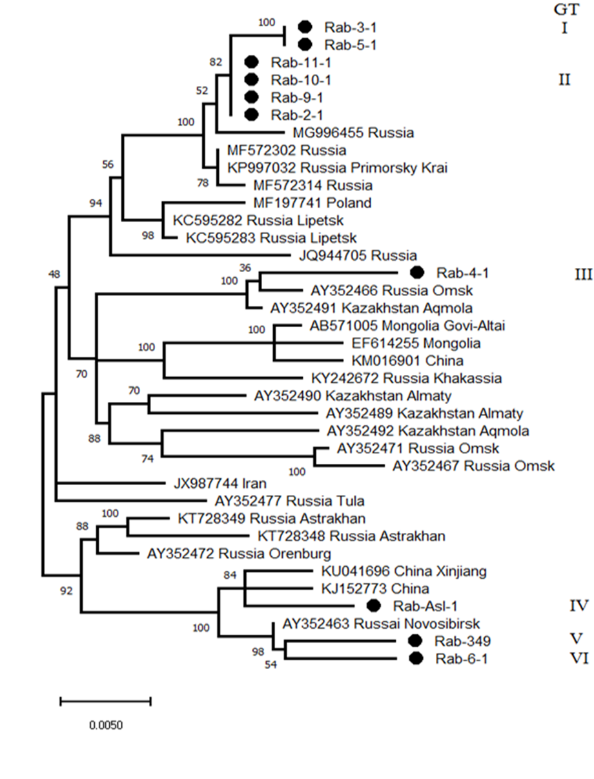 GT
100 Rab-3-1 I
Rab-5-1
82 Rab-11-1
52 Rab-10-1 II
Rab-9-1
100 Rab-2-1
MG996455 Russia
MF572302 Russia
56 KP997032 Russia Primorsky Krai
78 MF572314 Russia
94 MF197741 Poland
KC595282 Russia Lipetsk
98 KC595283 Russia Lipetsk
JQ944705 Russia
48 36 Rab-4-1 III
100 AY352466 Russia Omsk
AY352491 Kazakhstan Aqmola
100 AB571005 Mongolia Govi-Altai
100 EF614255 Mongolia
KM016901 China
70 KY242672 Russia Khakassia
70 AY352490 Kazakhstan Almaty
AY352489 Kazakhstan Almaty
88 AY352492 Kazakhstan Aqmola
74 AY352471 Russia Omsk
100 AY352467 Russia Omsk
JX987744 Iran
AY352477 Russia Tula
100 KT728349 Russia Astrakhan
88 KT728348 Russia Astrakhan
AY352472 Russia Orenburg
84 KU041696 China Xinjiang
92 KJ152773 China
Rab-Asl-1 IV
100 AY352463 Russai Novosibirsk
98 Rab-349 V
54 Rab-6-1 VI
0.0050